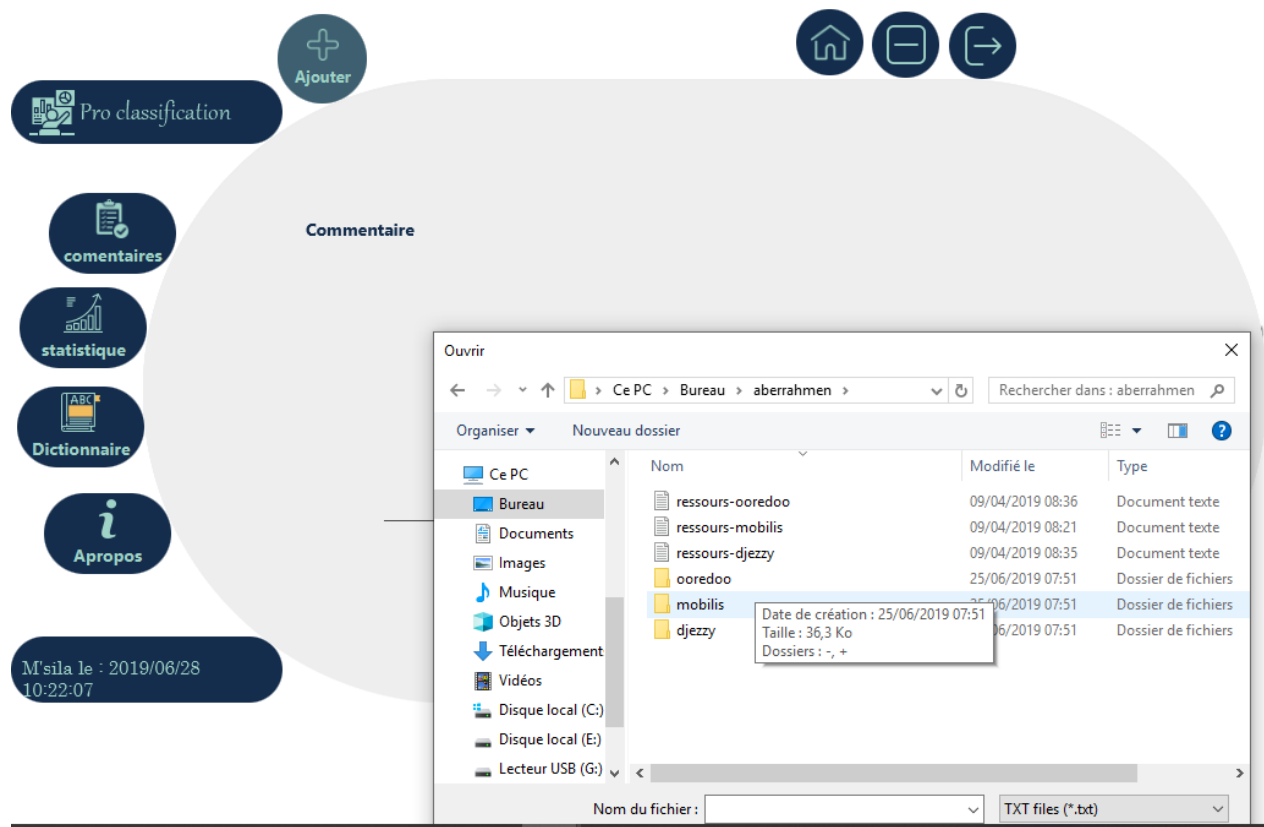 Ajouter
Pro classification
comentaires
statistique
ABC
Dictionnaire
Apropos
M'sila le : 2019/06/28
10:22:07
Commentaire
Ouvrir
Ce PC > Bureau > aberrahmen >
Rechercher dans : aberrahmen
Organiser
Nouveau dossier
Ce PC
Bureau
Documents
Images
Musique
Objets 3D
Téléchargement
Vidéos
Disque local (C:)
Disque local (E:)
Lecteur USB (G:)
Nom Modifié le Type
ressours-ooredoo 09/04/2019 08:36 Document texte
ressours-mobilis 09/04/2019 08:21 Document texte
ressours-djezzy 09/04/2019 08:35 Document texte
ooredoo 25/06/2019 07:51 Dossier de fichiers
mobilis /06/2019 07:51 Dossier de fichiers
djezzy /06/2019 07:51 Dossier de fichiers
Date de création : 25/06/2019 07:51
Taille : 36,3 Ko
Dossiers : -, +
Nom du fichier :
TXT files (*.txt)